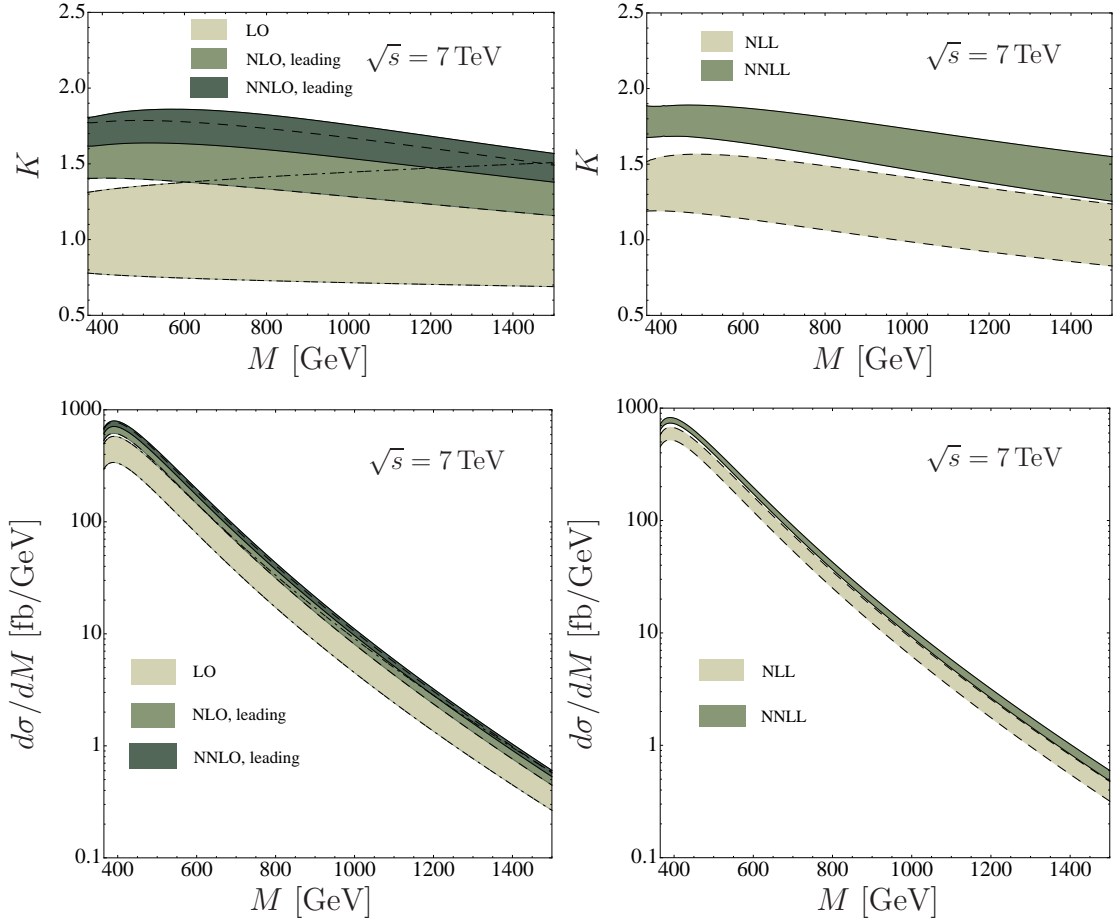 2.5
2.0
1.5
1.0
0.5
K
LO
NLO, leading
NNLO, leading
√s = 7 TeV
400 600 800 1000 1200 1400
M [GeV]
2.5
2.0
1.5
1.0
0.5
K
NLL
NNLL
√s = 7 TeV
400 600 800 1000 1200 1400
M [GeV]
1000
100
10
1
0.1
dσ/dM [fb/GeV]
√s = 7 TeV
LO
NLO, leading
NNLO, leading
400 600 800 1000 1200 1400
M [GeV]
1000
100
10
1
0.1
dσ/dM [fb/GeV]
√s = 7 TeV
NLL
NNLL
400 600 800 1000 1200 1400
M [GeV]